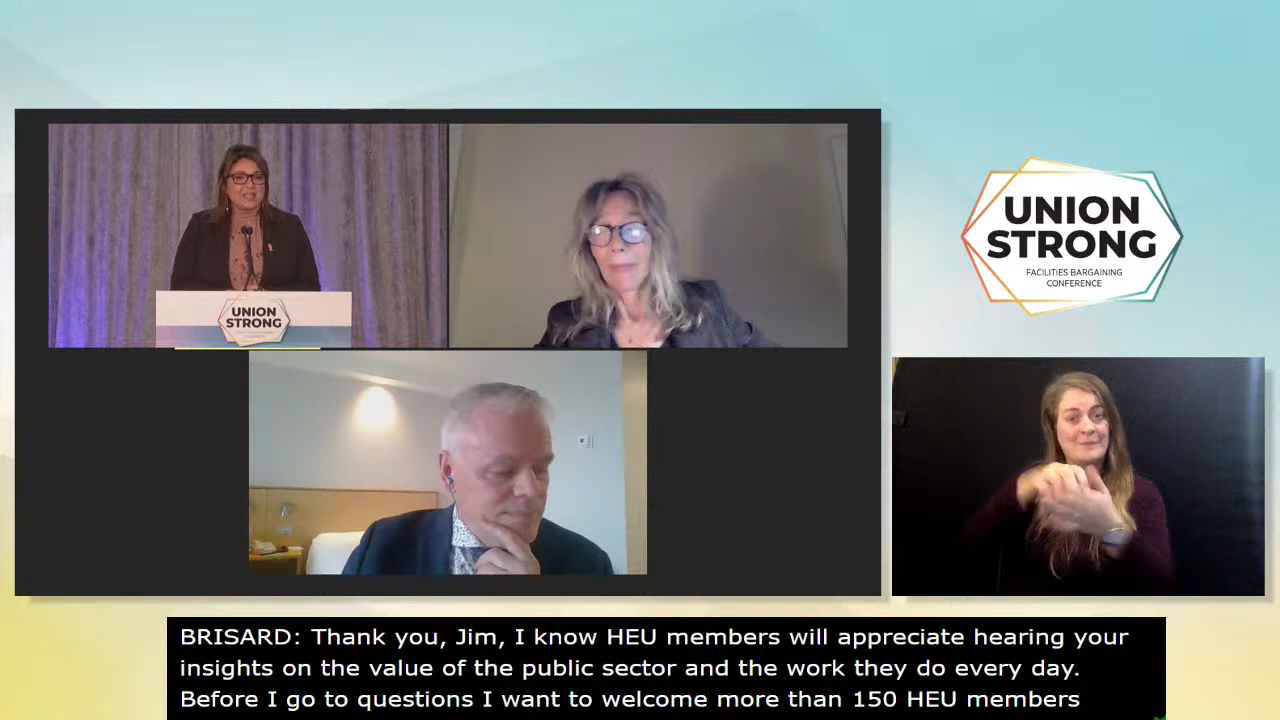 UNION
STRONG
UNION
STRONG
FACILITIES BARGAINING
CONFERENCE
BRISARD: Thank you, Jim, I know HEU members will appreciate hearing your
insights on the value of the public sector and the work they do every day.
Before I go to questions I want to welcome more than 150 HEU members